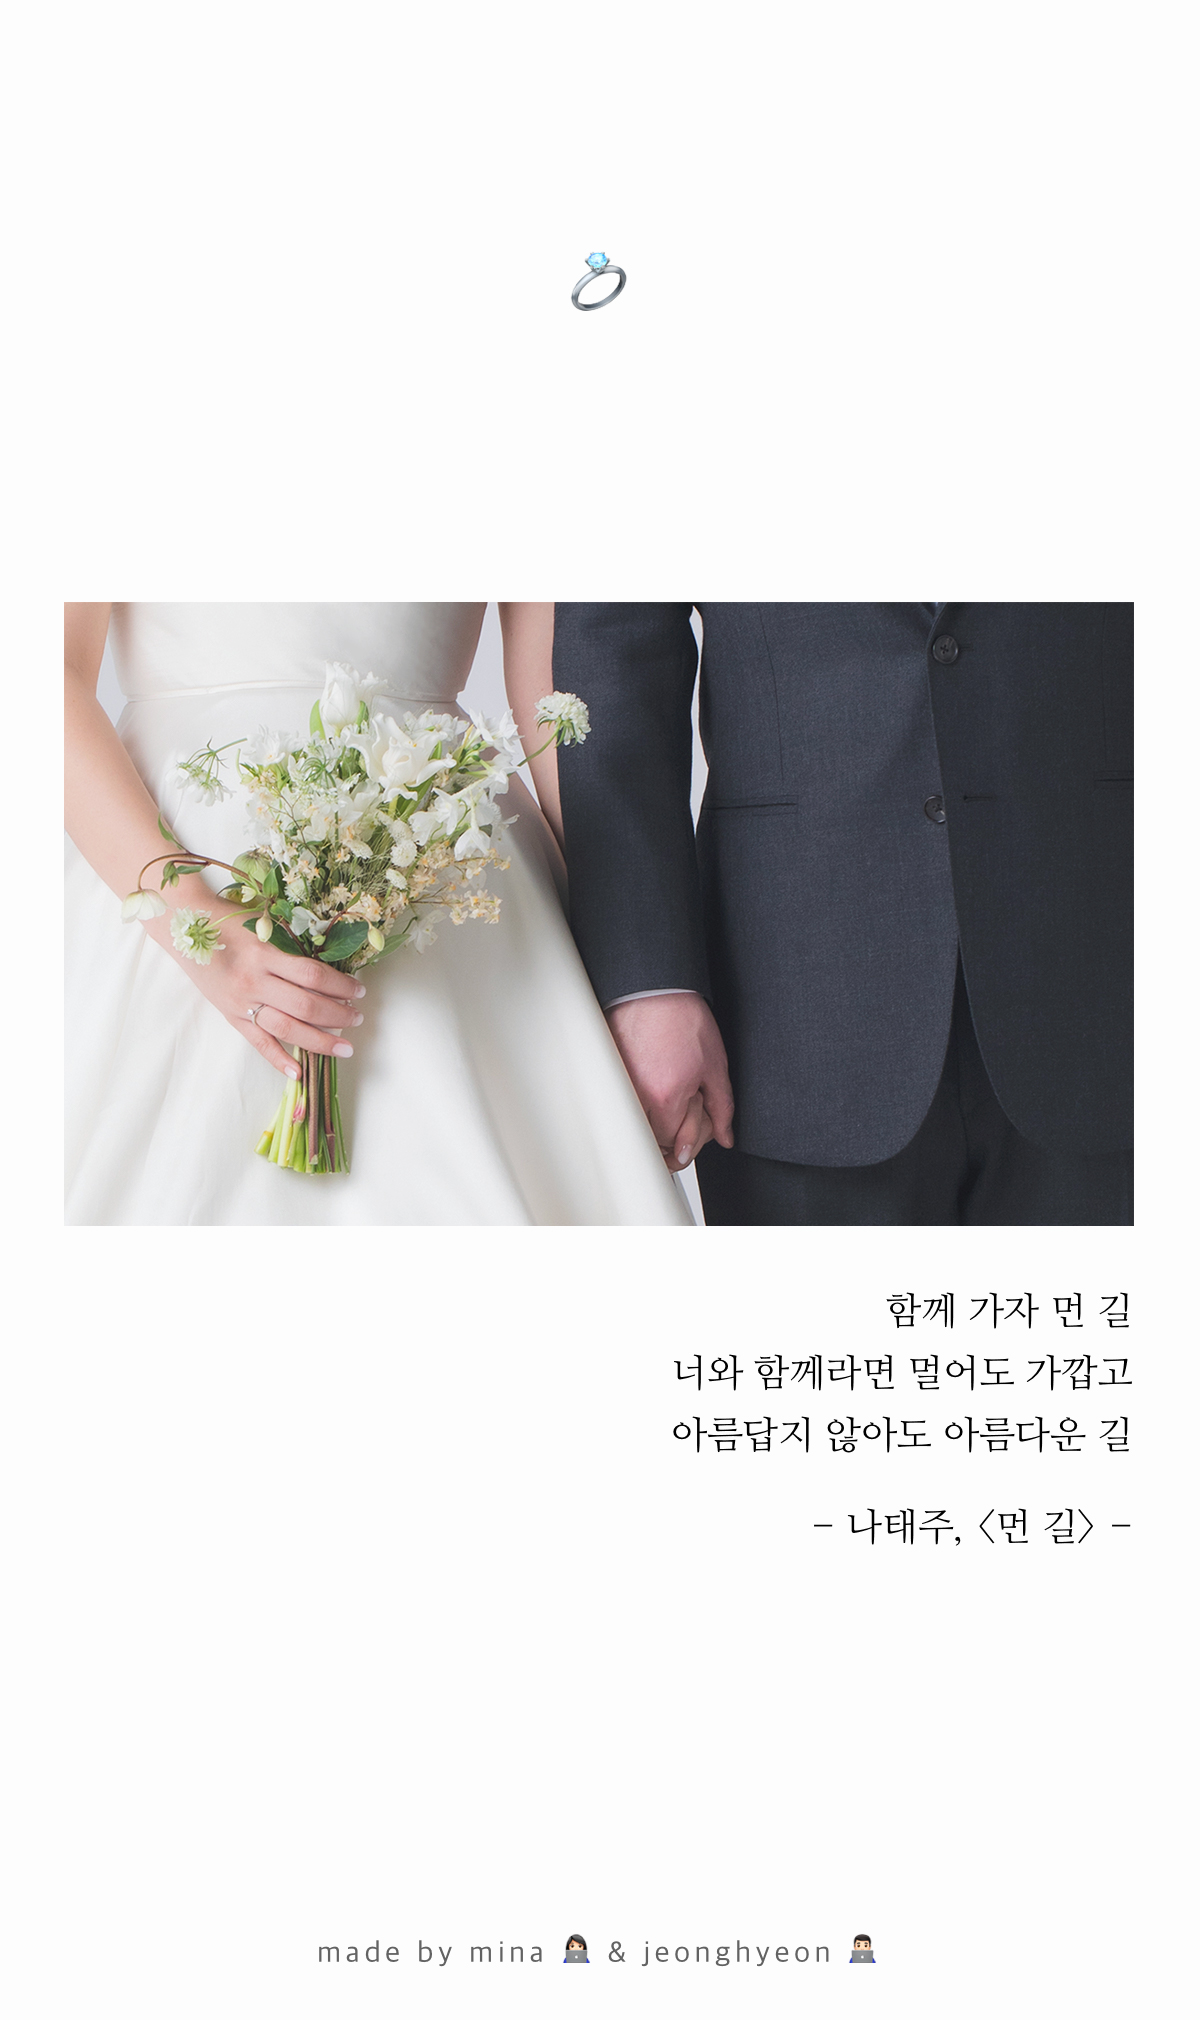 함께 가자 먼 길
너와 함께라면 멀어도 가깝고
아름답지 않아도 아름다운 길
- 나태주, 〈먼 길〉 -
made by mina 👩🏻‍💻 & jeonghyeon 👨🏻‍💻